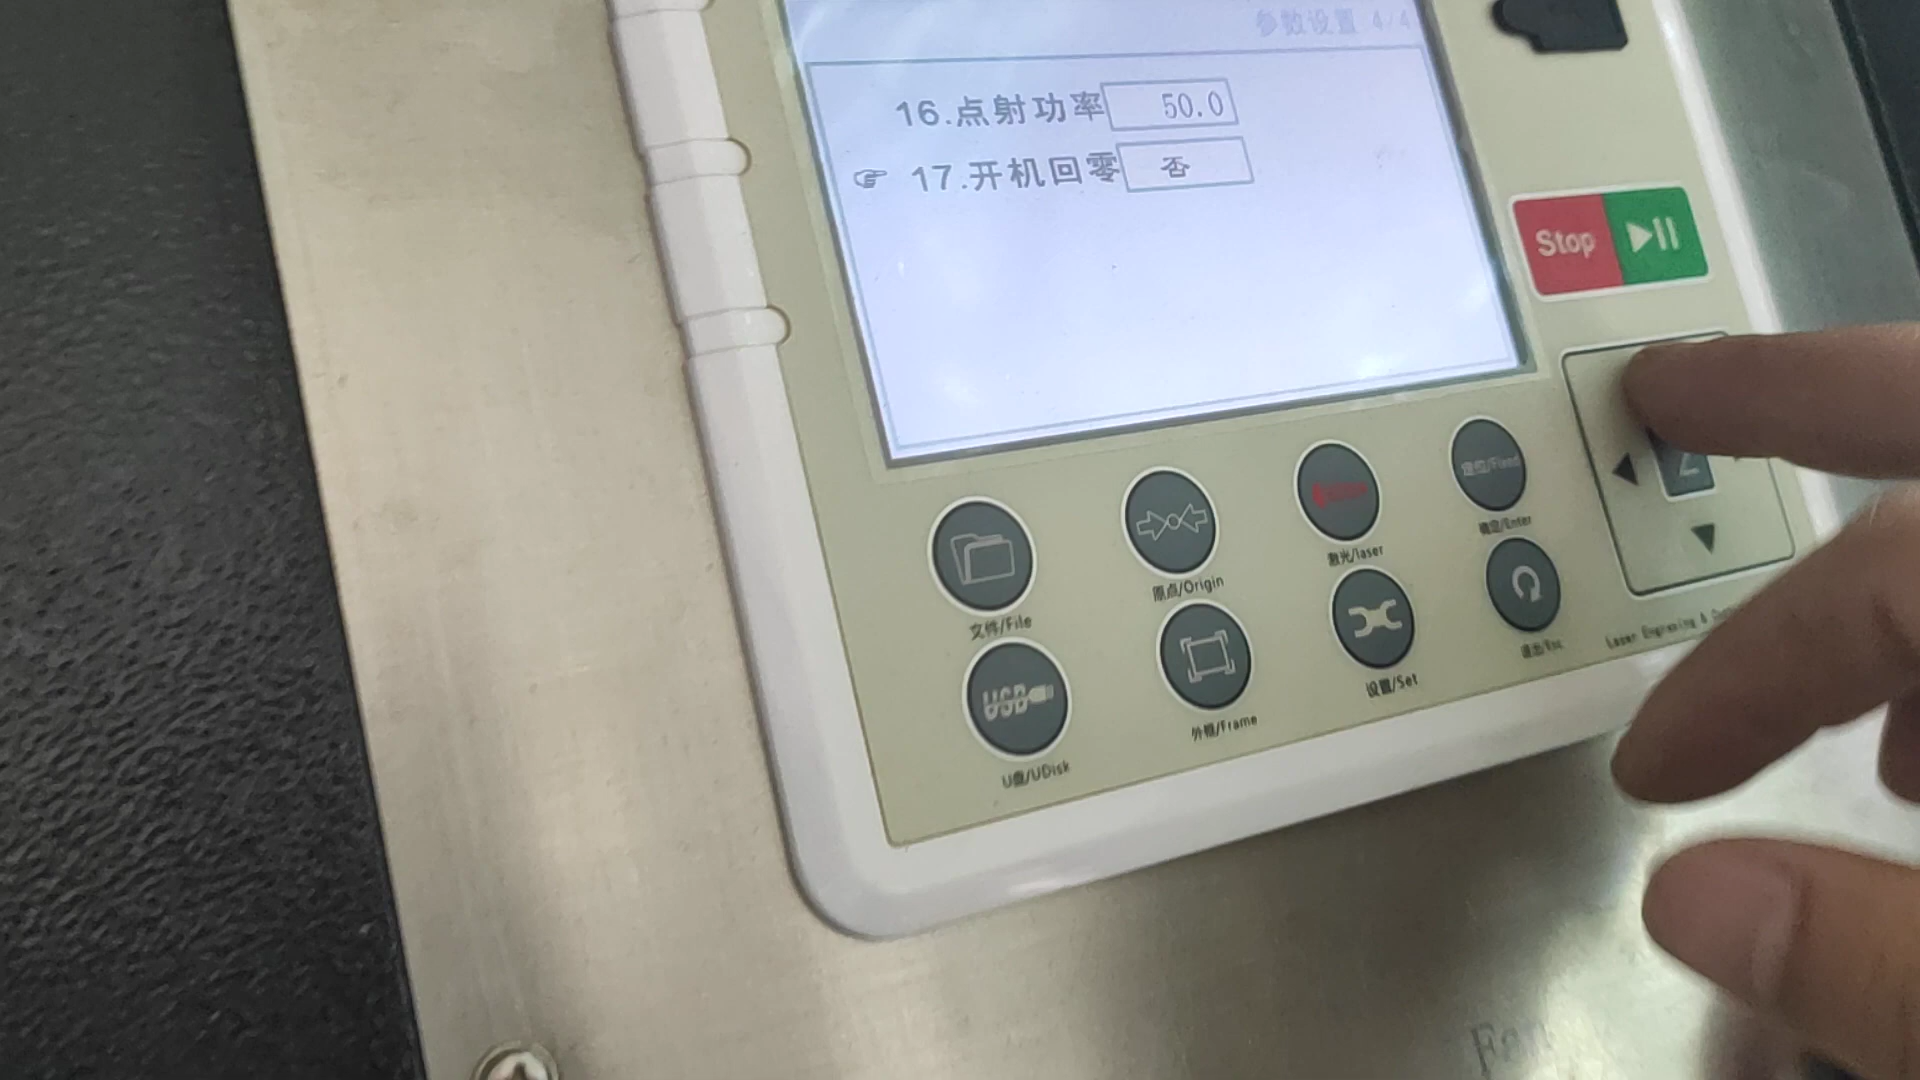 参数设置 4/4
16.点射功率 50.0
17.开机回零 否
Stop
Z
定位/Fixed
确定/Enter
激光/laser
原点/Origin
文件/File
退出/Esc
设置/Set
外框/Frame
USB
U盘/UDisk
Laser Engraving &